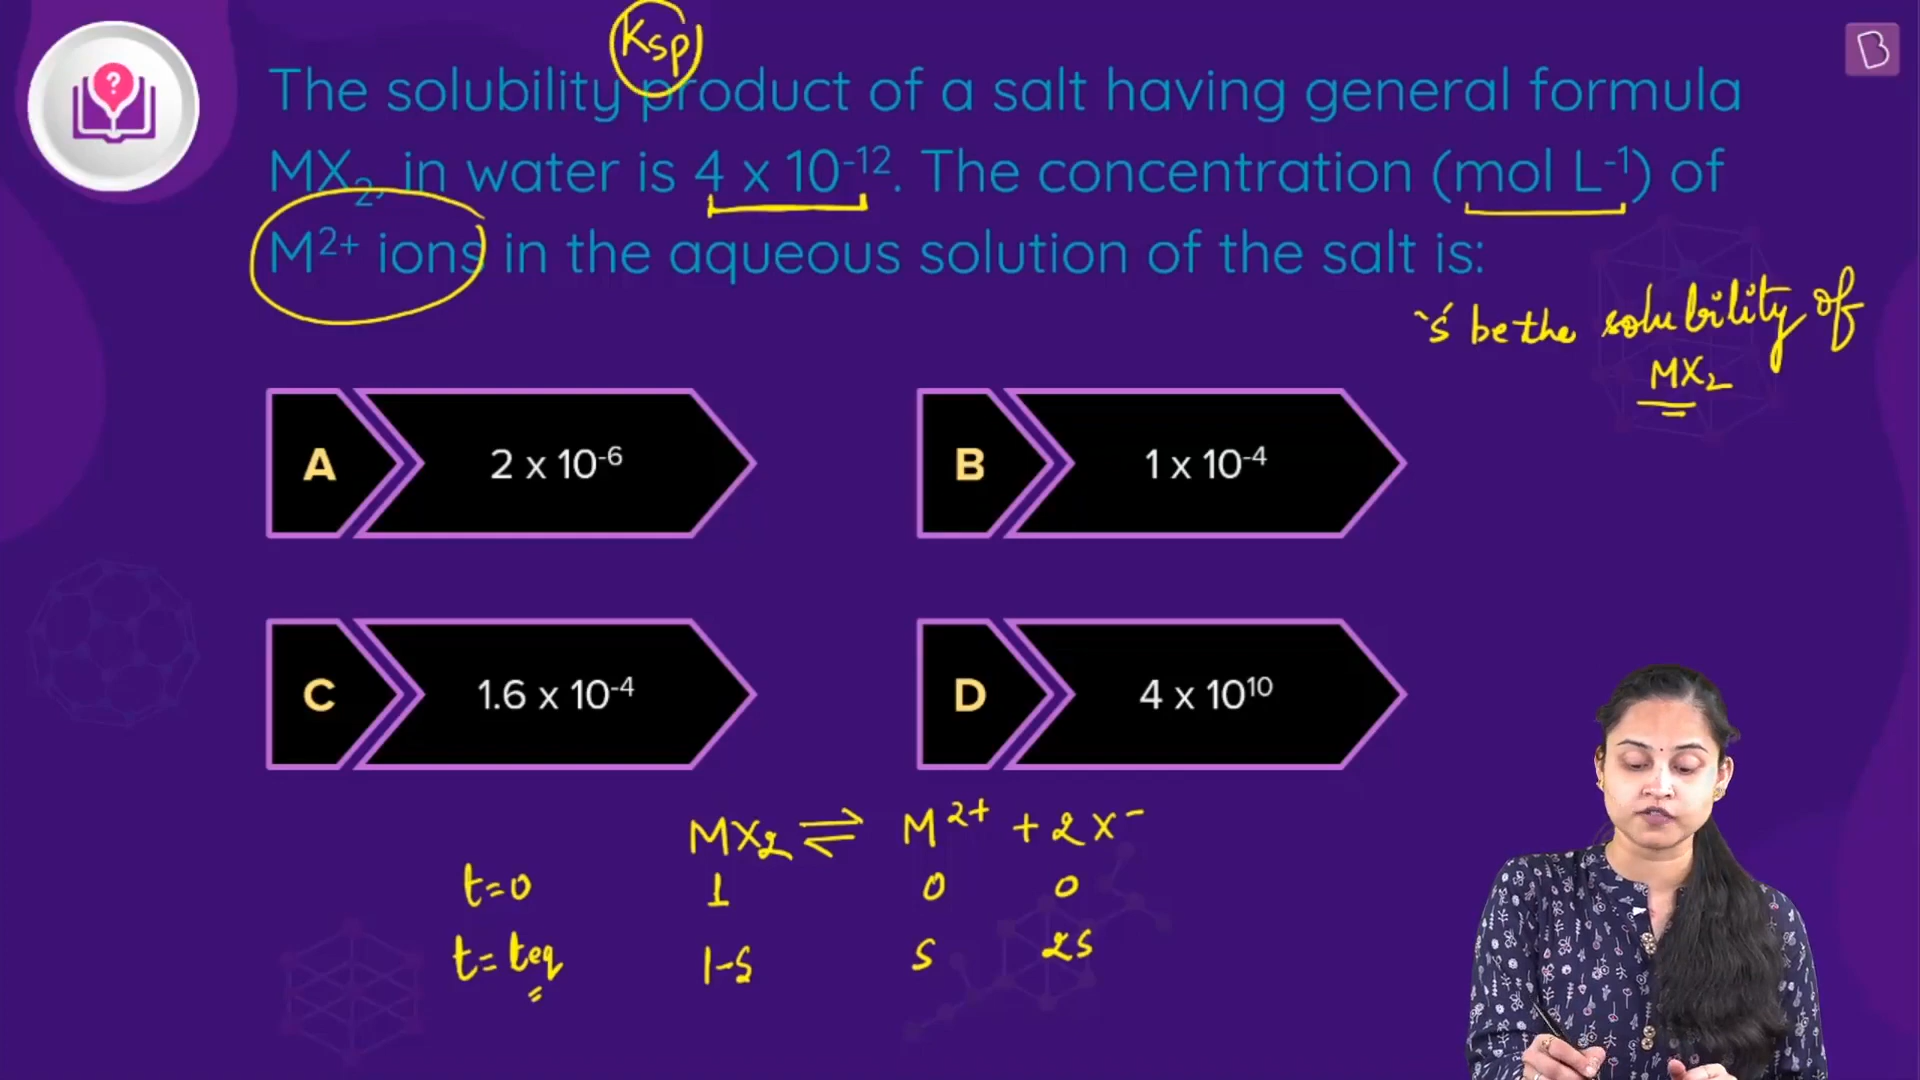 Ksp
B
?
The solubility product of a salt having general formula
MX₂, in water is 4 x 10⁻¹². The concentration (mol L⁻¹) of
M²⁺ ions in the aqueous solution of the salt is:
`s´ be the solubility of
MX₂
A 2 x 10⁻⁶
B 1 x 10⁻⁴
C 1.6 x 10⁻⁴
D 4 x 10¹⁰
MX₂ ⇌ M²⁺ + 2X⁻
t=0 1 0 0
t=teq 1-s s 2s